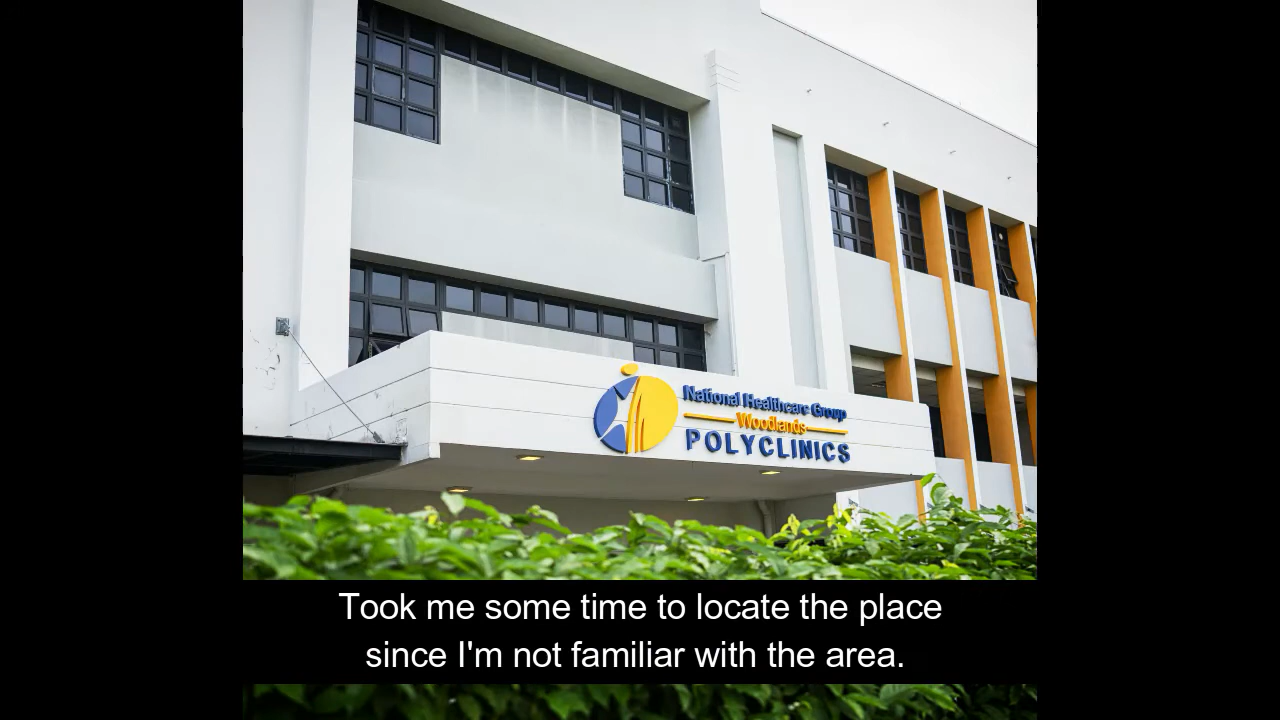 National Healthcare Group
Woodlands
POLYCLINICS
Took me some time to locate the place
since I'm not familiar with the area.